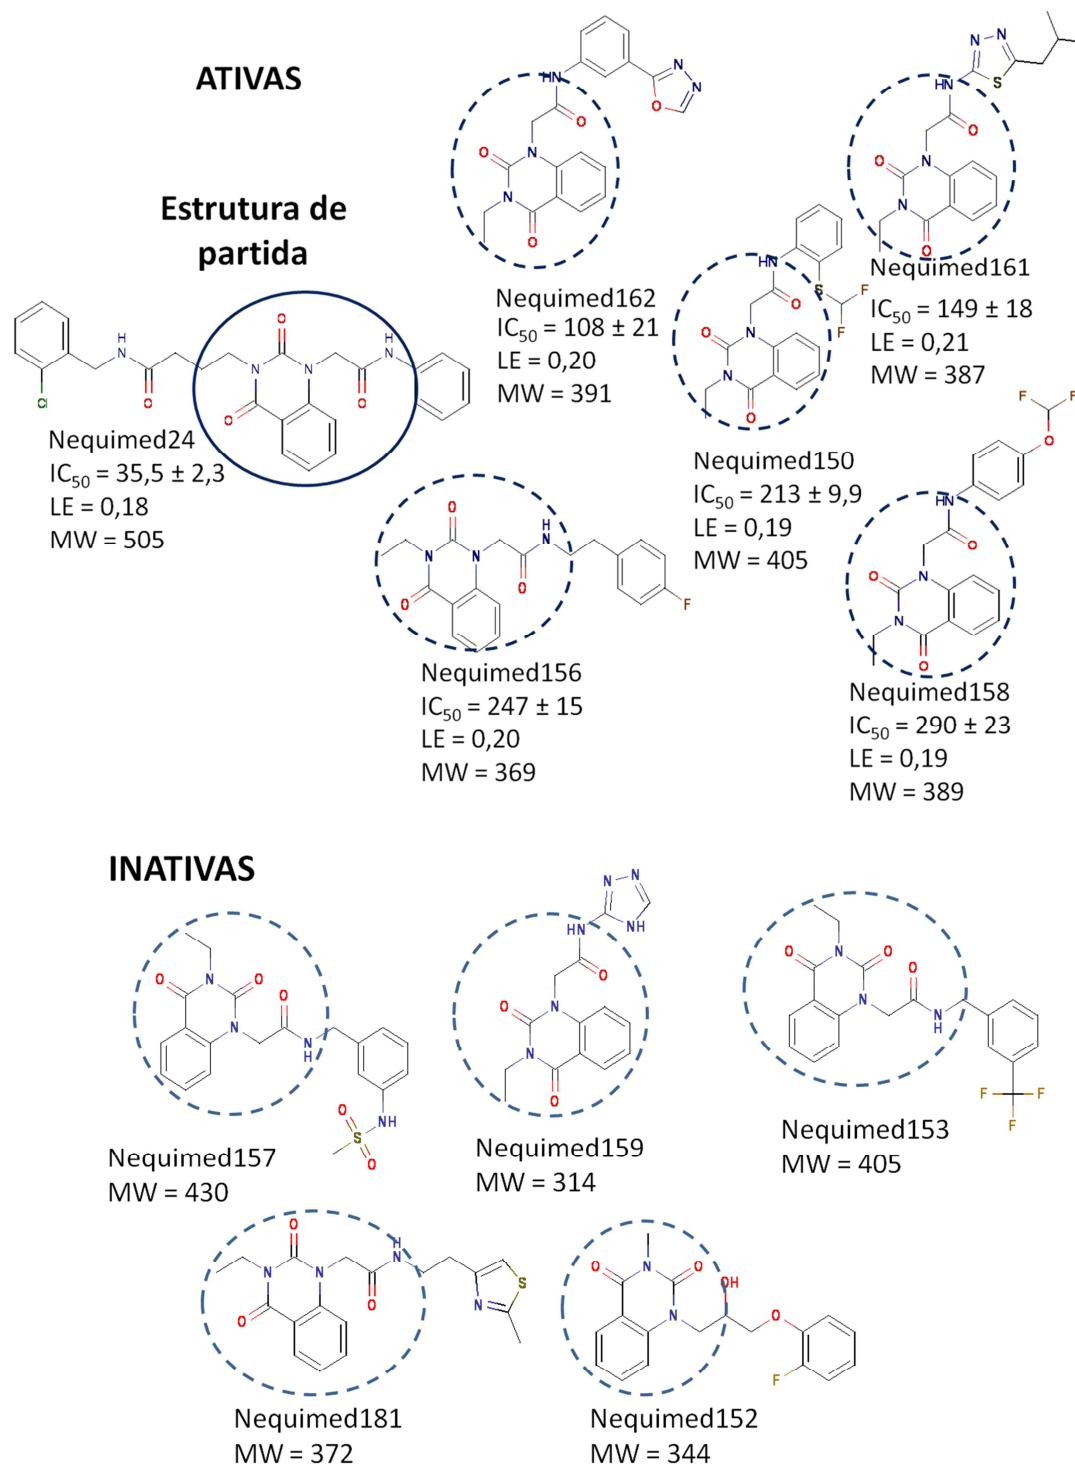 ATIVAS
Estrutura de
partida
Nequimed162
IC50 = 108 ± 21
LE = 0,20
MW = 391
Nequimed161
IC50 = 149 ± 18
LE = 0,21
MW = 387
Nequimed24
IC50 = 35,5 ± 2,3
LE = 0,18
MW = 505
Nequimed150
IC50 = 213 ± 9,9
LE = 0,19
MW = 405
Nequimed156
IC50 = 247 ± 15
LE = 0,20
MW = 369
Nequimed158
IC50 = 290 ± 23
LE = 0,19
MW = 389
INATIVAS
Nequimed157
MW = 430
Nequimed159
MW = 314
Nequimed153
MW = 405
Nequimed181
MW = 372
Nequimed152
MW = 344